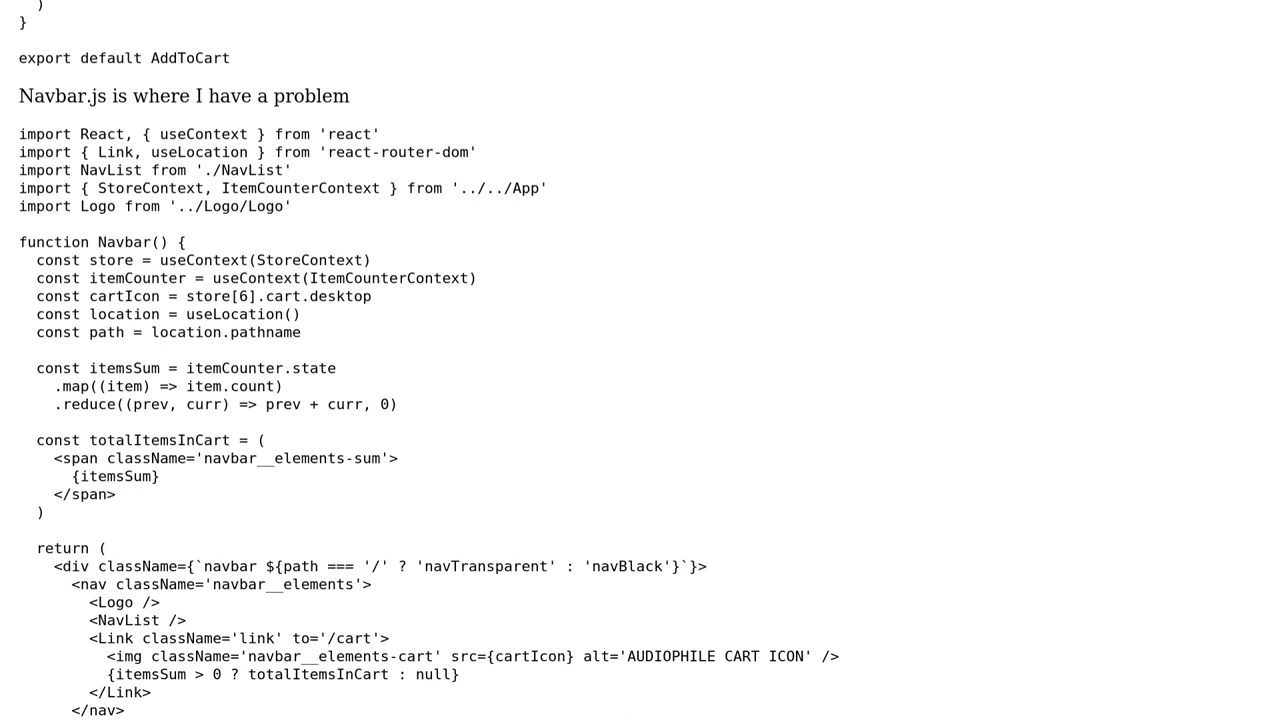 )
}

export default AddToCart

Navbar.js is where I have a problem

import React, { useContext } from 'react'
import { Link, useLocation } from 'react-router-dom'
import NavList from './NavList'
import { StoreContext, ItemCounterContext } from '../../App'
import Logo from '../Logo/Logo'

function Navbar() {
  const store = useContext(StoreContext)
  const itemCounter = useContext(ItemCounterContext)
  const cartIcon = store[6].cart.desktop
  const location = useLocation()
  const path = location.pathname

  const itemsSum = itemCounter.state
    .map((item) => item.count)
    .reduce((prev, curr) => prev + curr, 0)

  const totalItemsInCart = (
    <span className='navbar__elements-sum'>
      {itemsSum}
    </span>
  )

  return (
    <div className={`navbar ${path === '/' ? 'navTransparent' : 'navBlack'}`}>
      <nav className='navbar__elements'>
        <Logo />
        <NavList />
        <Link className='link' to='/cart'>
          <img className='navbar__elements-cart' src={cartIcon} alt='AUDIOPHILE CART ICON' />
          {itemsSum > 0 ? totalItemsInCart : null}
        </Link>
      </nav>